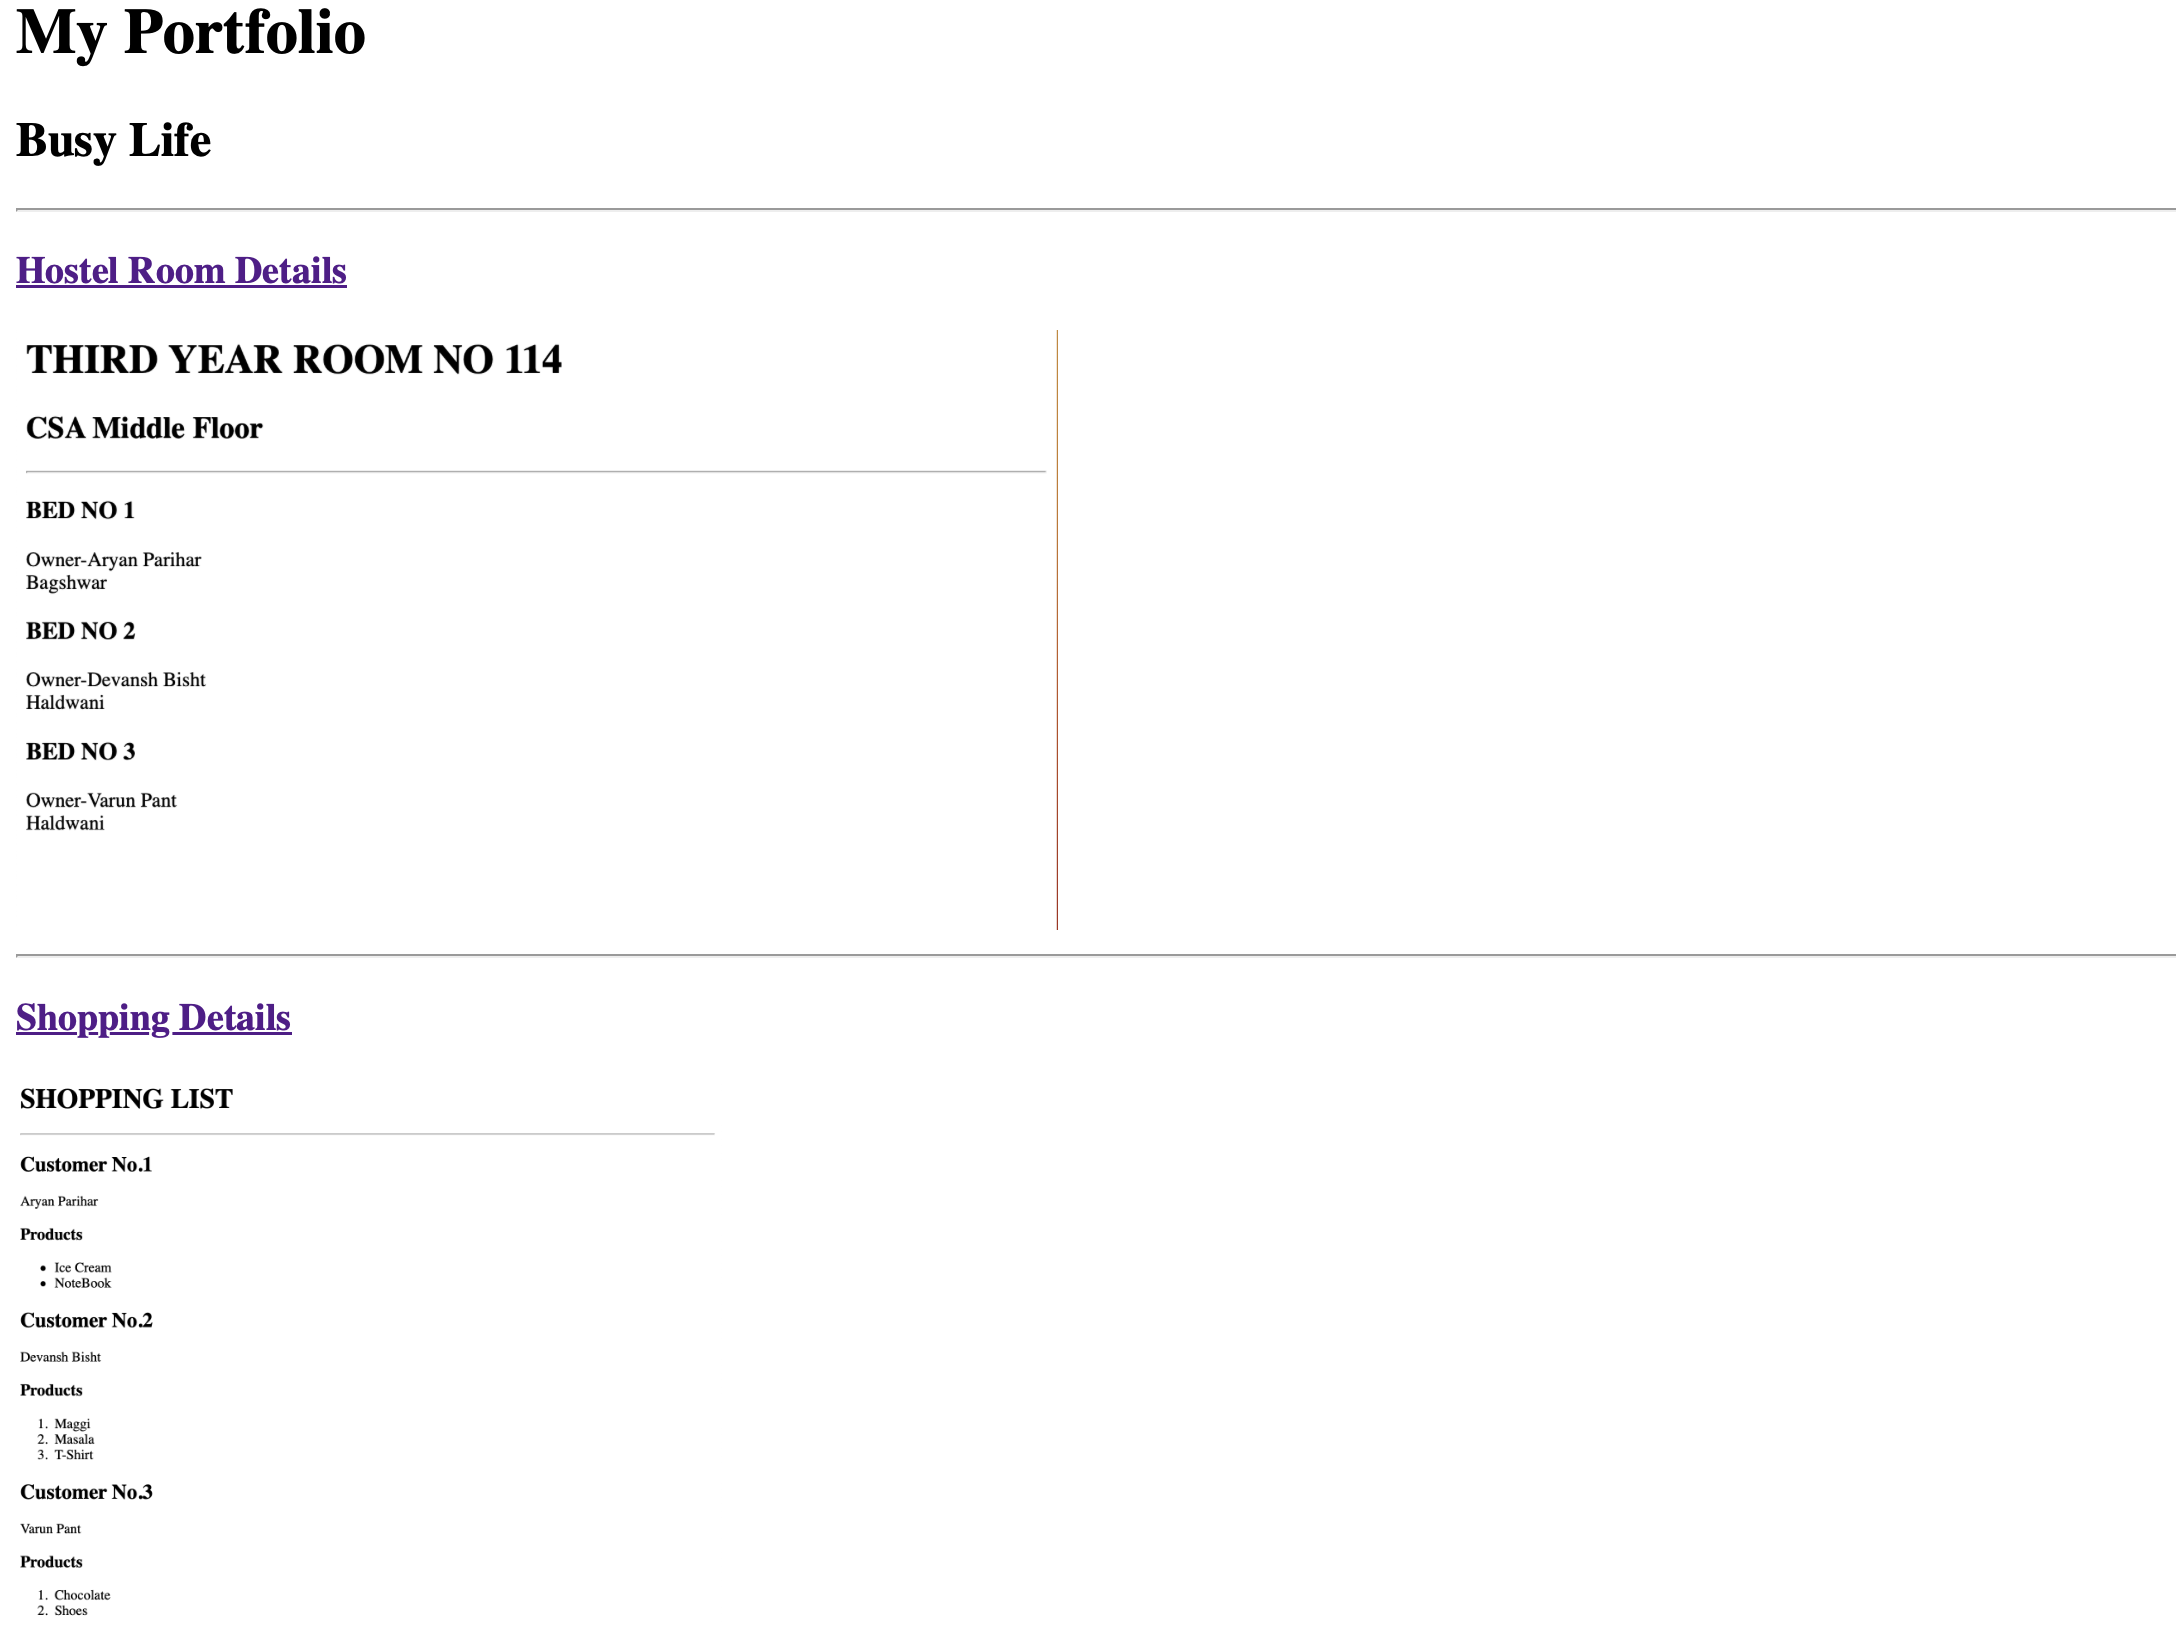 My Portfolio
Busy Life
Hostel Room Details
THIRD YEAR ROOM NO 114
CSA Middle Floor
BED NO 1
Owner-Aryan Parihar
Bagshwar
BED NO 2
Owner-Devansh Bisht
Haldwani
BED NO 3
Owner-Varun Pant
Haldwani
Shopping Details
SHOPPING LIST
Customer No.1
Aryan Parihar
Products
• Ice Cream
• NoteBook
Customer No.2
Devansh Bisht
Products
1. Maggi
2. Masala
3. T-Shirt
Customer No.3
Varun Pant
Products
1. Chocolate
2. Shoes